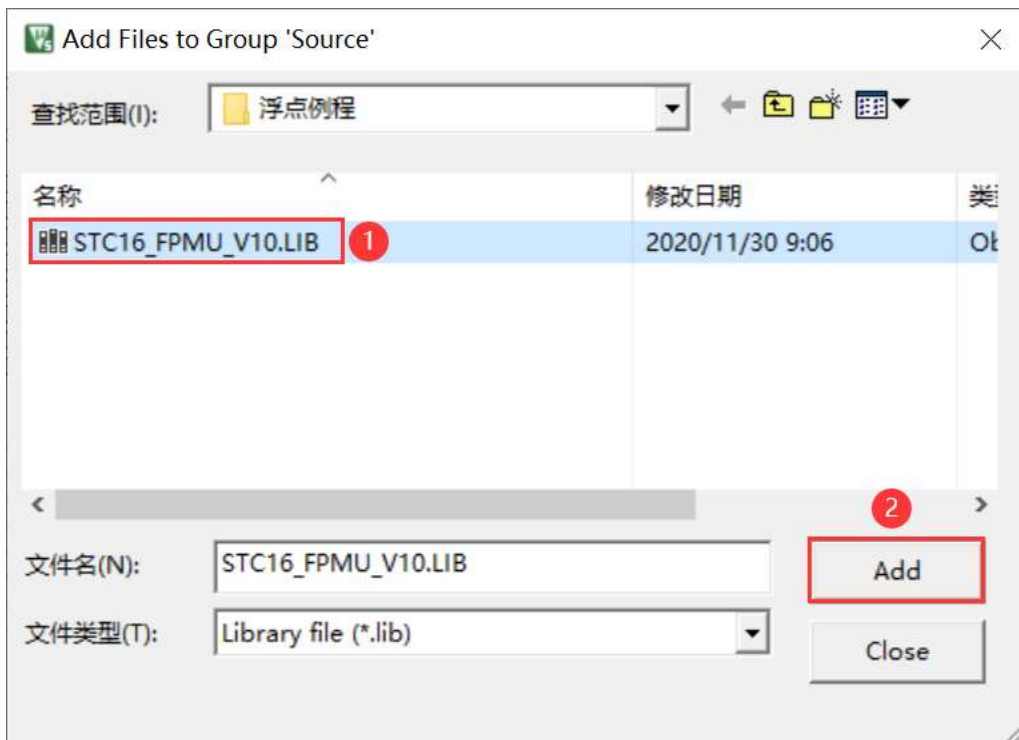 Add Files to Group 'Source'
查找范围(I):
浮点例程
名称
修改日期
类
STC16_FPMU_V10.LIB
1
2020/11/30 9:06
Ob
2
文件名(N):
STC16_FPMU_V10.LIB
Add
文件类型(T):
Library file (*.lib)
Close